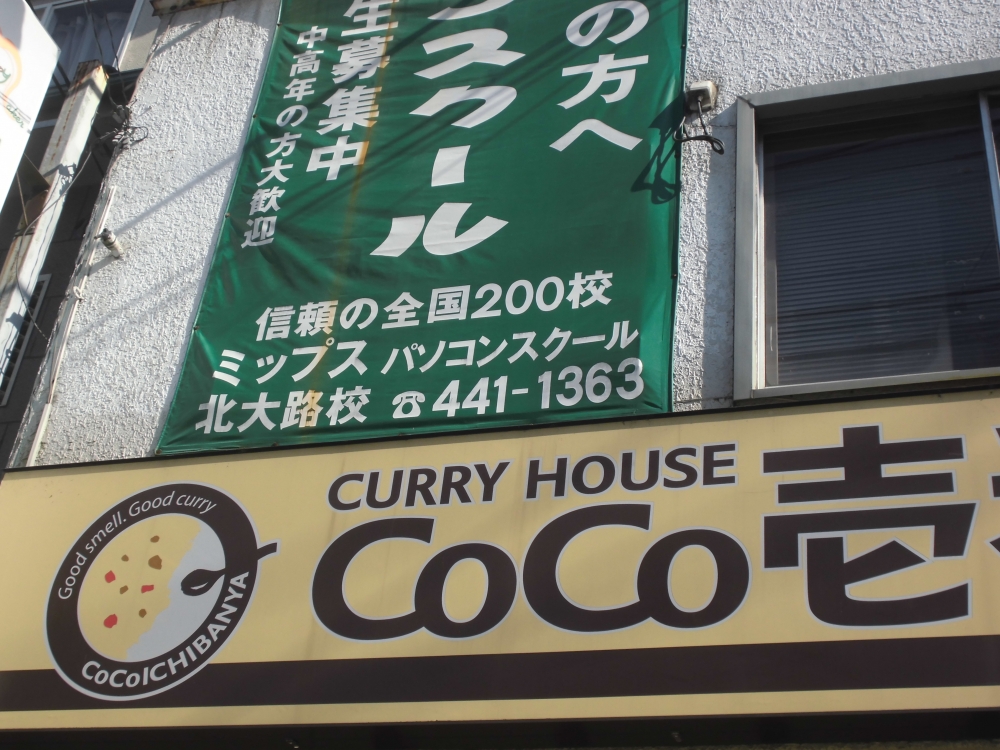 の方へ
スクール
生募集中
中高年の方大歓迎
信頼の全国200校
ミップス パソコンスクール
北大路校 ☎441-1363
CURRY HOUSE
CoCo壱
Good smell. Good curry
CoCoICHIBANYA